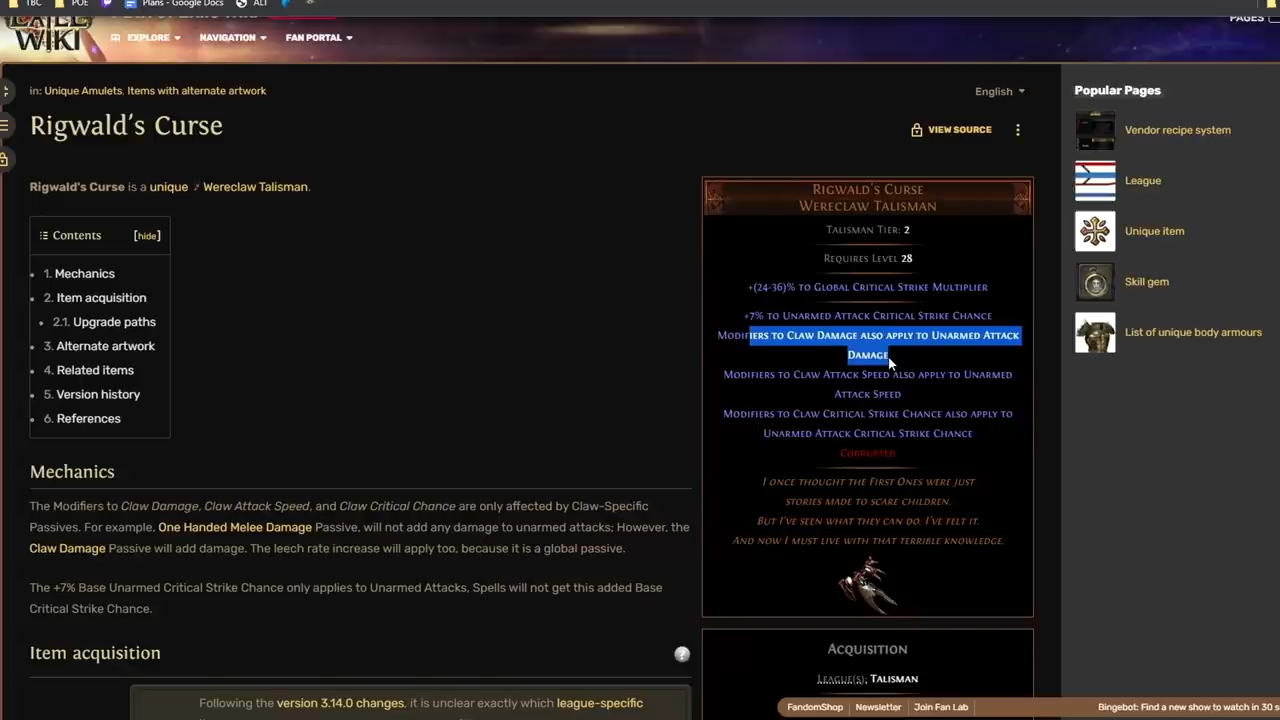 TBC
POE
Plans - Google Docs
ALT
WIKI
EXPLORE
NAVIGATION
FAN PORTAL
PAGES
in: Unique Amulets, Items with alternate artwork
English
Rigwald's Curse
VIEW SOURCE
Rigwald's Curse is a unique Wereclaw Talisman.
Contents [hide]
1. Mechanics
2. Item acquisition
2.1. Upgrade paths
3. Alternate artwork
4. Related items
5. Version history
6. References
Mechanics
The Modifiers to Claw Damage, Claw Attack Speed, and Claw Critical Chance are only affected by Claw-Specific
Passives. For example, One Handed Melee Damage Passive, will not add any damage to unarmed attacks; However, the
Claw Damage Passive will add damage. The leech rate increase will apply too, because it is a global passive.
The +7% Base Unarmed Critical Strike Chance only applies to Unarmed Attacks, Spells will not get this added Base
Critical Strike Chance.
Item acquisition
Following the version 3.14.0 changes, it is unclear exactly which league-specific
Rigwald's Curse
Wereclaw Talisman
Talisman Tier: 2
Requires Level 28
+(24-36)% to Global Critical Strike Multiplier
+7% to Unarmed Attack Critical Strike Chance
Modifiers to Claw Damage also apply to Unarmed Attack
Damage
Modifiers to Claw Attack Speed also apply to Unarmed
Attack Speed
Modifiers to Claw Critical Strike Chance also apply to
Unarmed Attack Critical Strike Chance
Corrupted
I once thought the First Ones were just
stories made to scare children.
But I've seen what they can do. I've felt it.
And now I must live with that terrible knowledge.
Acquisition
League(s): Talisman
Popular Pages
Vendor recipe system
League
Unique item
Skill gem
List of unique body armours
FandomShop
Newsletter
Join Fan Lab
Bingebot: Find a new show to watch in 30 s